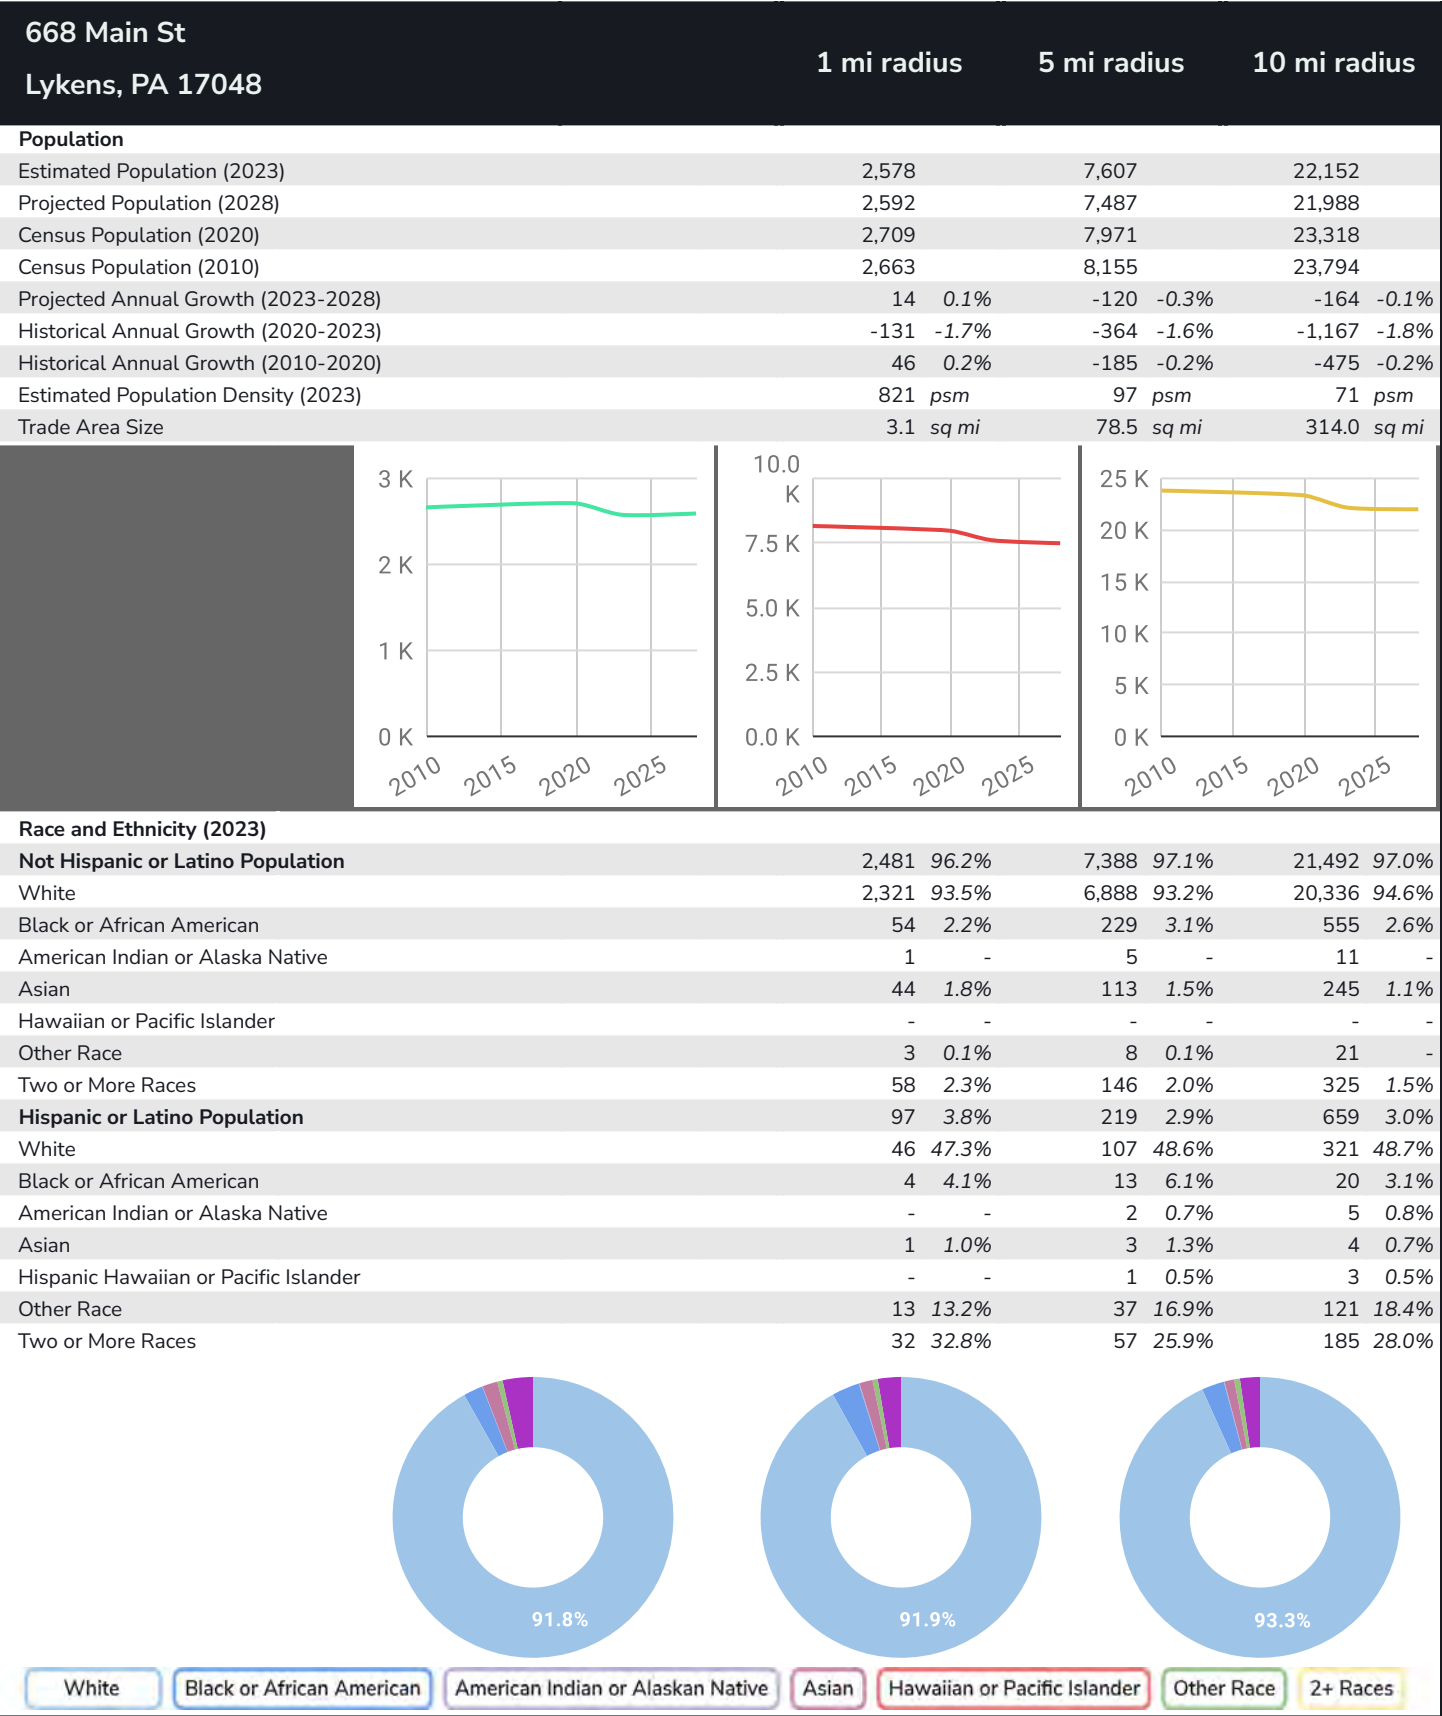 668 Main St
Lykens, PA 17048
1 mi radius 5 mi radius 10 mi radius
Population
Estimated Population (2023) 2,578 7,607 22,152
Projected Population (2028) 2,592 7,487 21,988
Census Population (2020) 2,709 7,971 23,318
Census Population (2010) 2,663 8,155 23,794
Projected Annual Growth (2023-2028) 14 0.1% -120 -0.3% -164 -0.1%
Historical Annual Growth (2020-2023) -131 -1.7% -364 -1.6% -1,167 -1.8%
Historical Annual Growth (2010-2020) 46 0.2% -185 -0.2% -475 -0.2%
Estimated Population Density (2023) 821 psm 97 psm 71 psm
Trade Area Size 3.1 sq mi 78.5 sq mi 314.0 sq mi
3 K
2 K
1 K
0 K
2010 2015 2020 2025
10.0
K
7.5 K
5.0 K
2.5 K
0.0 K
2010 2015 2020 2025
25 K
20 K
15 K
10 K
5 K
0 K
2010 2015 2020 2025
Race and Ethnicity (2023)
Not Hispanic or Latino Population 2,481 96.2% 7,388 97.1% 21,492 97.0%
White 2,321 93.5% 6,888 93.2% 20,336 94.6%
Black or African American 54 2.2% 229 3.1% 555 2.6%
American Indian or Alaska Native 1 - 5 - 11 -
Asian 44 1.8% 113 1.5% 245 1.1%
Hawaiian or Pacific Islander - - - - - -
Other Race 3 0.1% 8 0.1% 21 -
Two or More Races 58 2.3% 146 2.0% 325 1.5%
Hispanic or Latino Population 97 3.8% 219 2.9% 659 3.0%
White 46 47.3% 107 48.6% 321 48.7%
Black or African American 4 4.1% 13 6.1% 20 3.1%
American Indian or Alaska Native - - 2 0.7% 5 0.8%
Asian 1 1.0% 3 1.3% 4 0.7%
Hispanic Hawaiian or Pacific Islander - - 1 0.5% 3 0.5%
Other Race 13 13.2% 37 16.9% 121 18.4%
Two or More Races 32 32.8% 57 25.9% 185 28.0%
91.8% 91.9% 93.3%
White Black or African American American Indian or Alaskan Native Asian Hawaiian or Pacific Islander Other Race 2+ Races